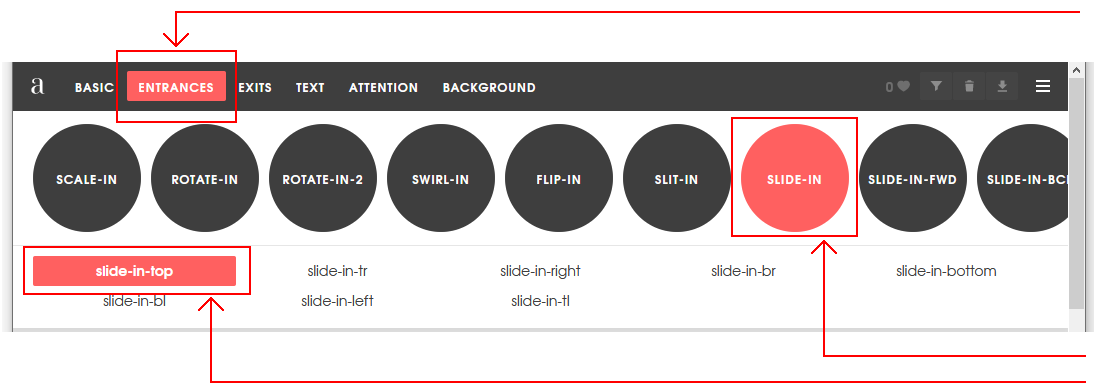 a BASIC ENTRANCES EXITS TEXT ATTENTION BACKGROUND 0
SCALE-IN ROTATE-IN ROTATE-IN-2 SWIRL-IN FLIP-IN SLIT-IN SLIDE-IN SLIDE-IN-FWD SLIDE-IN-BC
slide-in-top slide-in-tr slide-in-right slide-in-br slide-in-bottom
slide-in-bl slide-in-left slide-in-tl